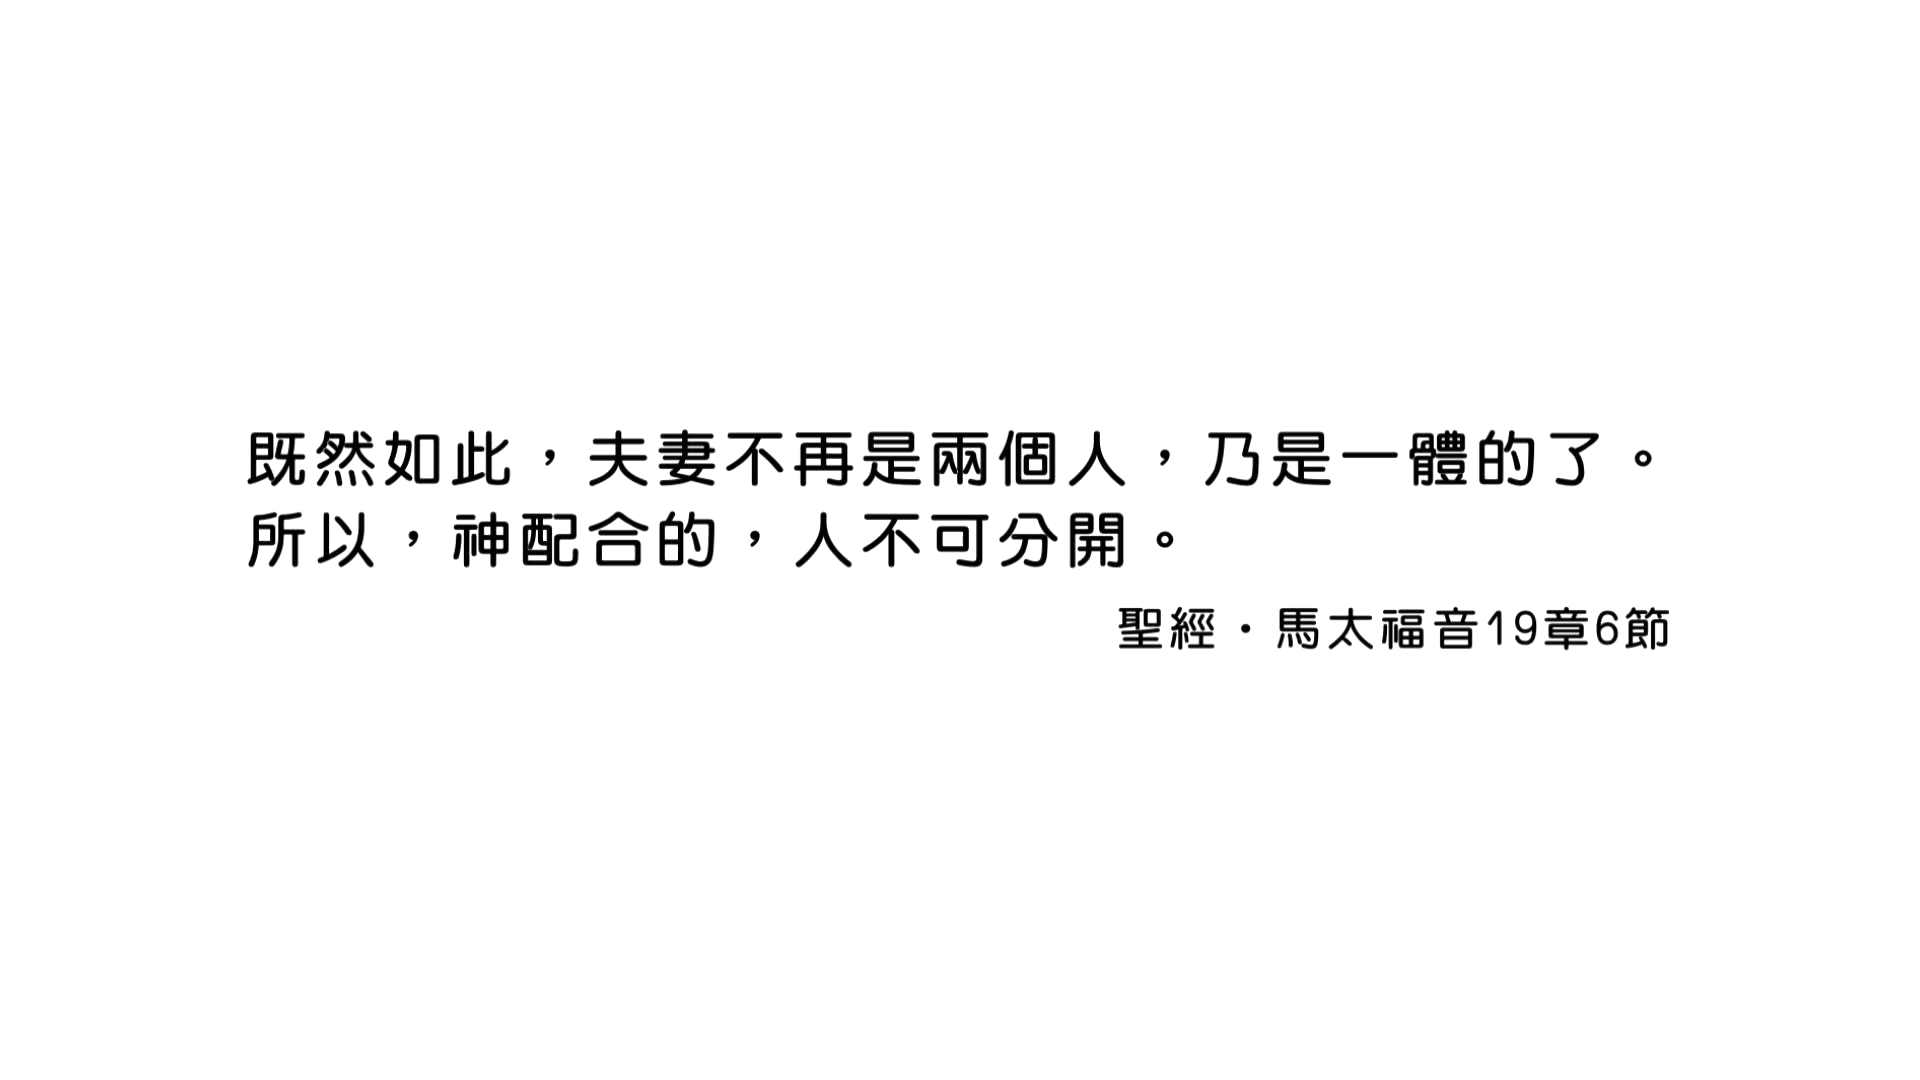 既然如此，夫妻不再是兩個人，乃是一體的了。
所以，神配合的，人不可分開。
聖經・馬太福音19章6節